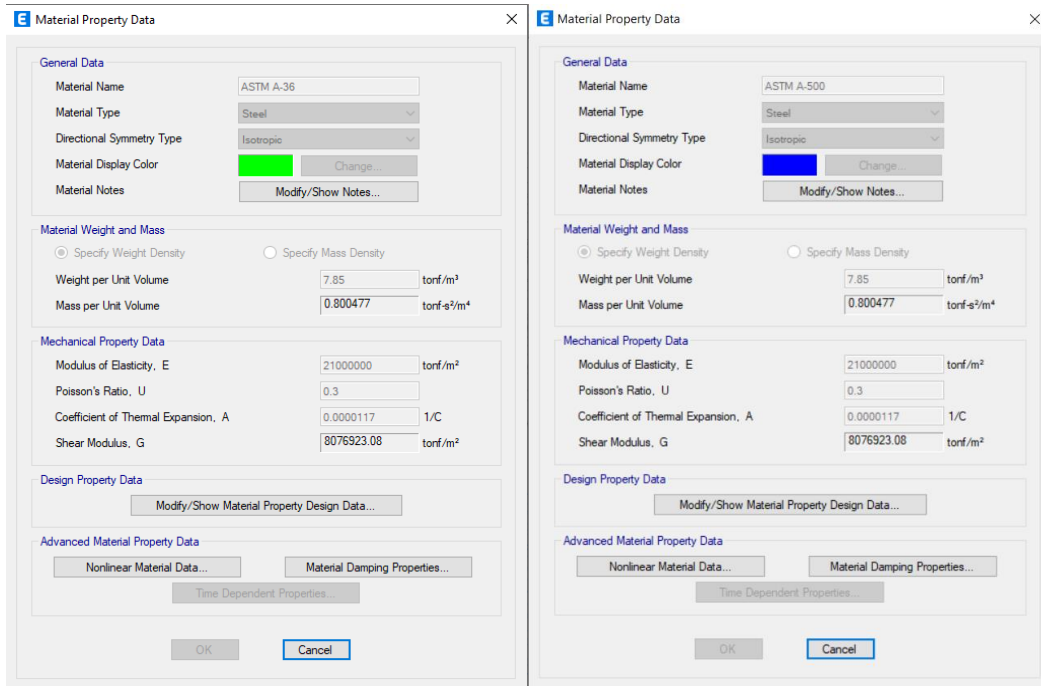 E Material Property Data
General Data
Material Name ASTM A-36
Material Type Steel
Directional Symmetry Type Isotropic
Material Display Color Change...
Material Notes Modify/Show Notes...
Material Weight and Mass
Specify Weight Density Specify Mass Density
Weight per Unit Volume 7.85 tonf/m³
Mass per Unit Volume 0.800477 tonf-s²/m⁴
Mechanical Property Data
Modulus of Elasticity, E 21000000 tonf/m²
Poisson's Ratio, U 0.3
Coefficient of Thermal Expansion, A 0.0000117 1/C
Shear Modulus, G 8076923.08 tonf/m²
Design Property Data
Modify/Show Material Property Design Data...
Advanced Material Property Data
Nonlinear Material Data... Material Damping Properties...
Time Dependent Properties...
OK Cancel
E Material Property Data
General Data
Material Name ASTM A-500
Material Type Steel
Directional Symmetry Type Isotropic
Material Display Color Change...
Material Notes Modify/Show Notes...
Material Weight and Mass
Specify Weight Density Specify Mass Density
Weight per Unit Volume 7.85 tonf/m³
Mass per Unit Volume 0.800477 tonf-s²/m⁴
Mechanical Property Data
Modulus of Elasticity, E 21000000 tonf/m²
Poisson's Ratio, U 0.3
Coefficient of Thermal Expansion, A 0.0000117 1/C
Shear Modulus, G 8076923.08 tonf/m²
Design Property Data
Modify/Show Material Property Design Data...
Advanced Material Property Data
Nonlinear Material Data... Material Damping Properties...
Time Dependent Properties...
OK Cancel